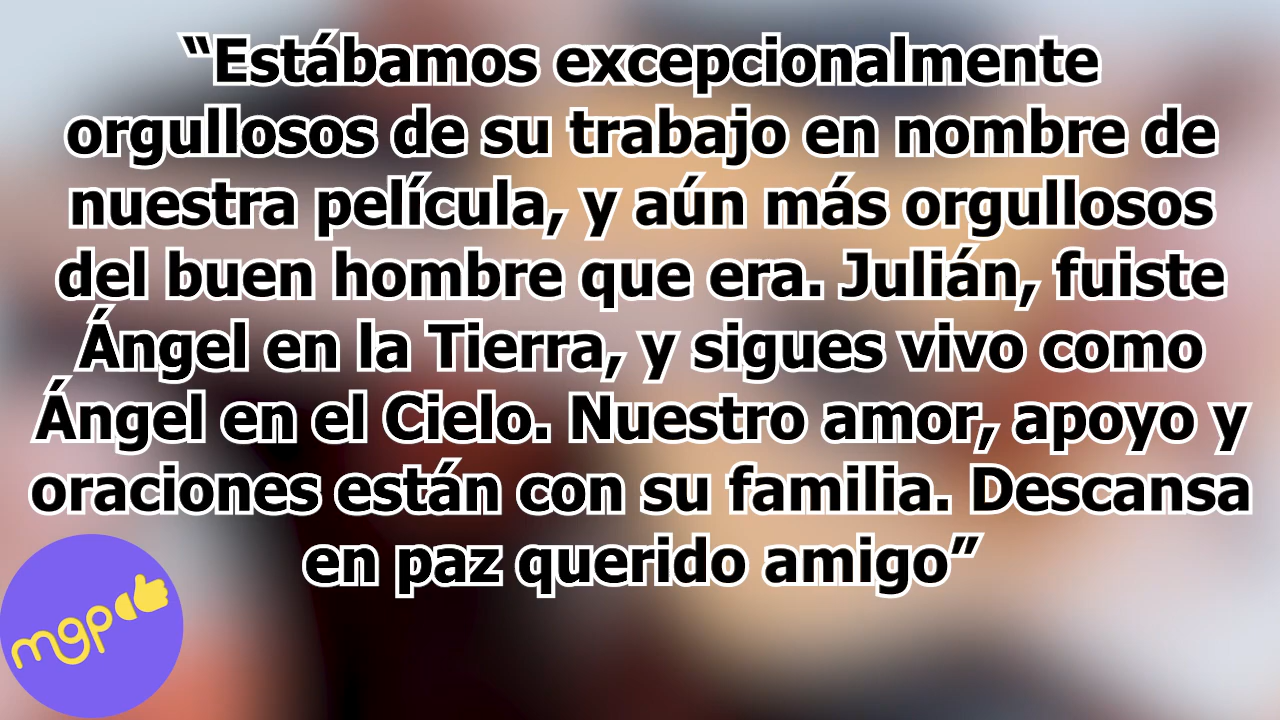 “Estábamos excepcionalmente
orgullosos de su trabajo en nombre de
nuestra película, y aún más orgullosos
del buen hombre que era. Julián, fuiste
Ángel en la Tierra, y sigues vivo como
Ángel en el Cielo. Nuestro amor, apoyo y
oraciones están con su familia. Descansa
en paz querido amigo”
mgp